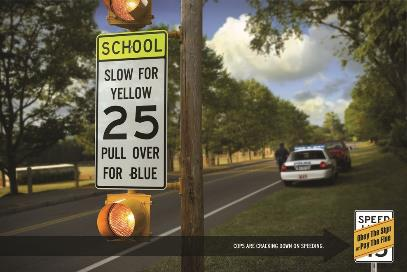 SCHOOL
SLOW FOR
YELLOW
25
PULL OVER
FOR BLUE
COPS ARE CRACKING DOWN ON SPEEDING.
SPEED
Obey The Sign
or Pay The Fine